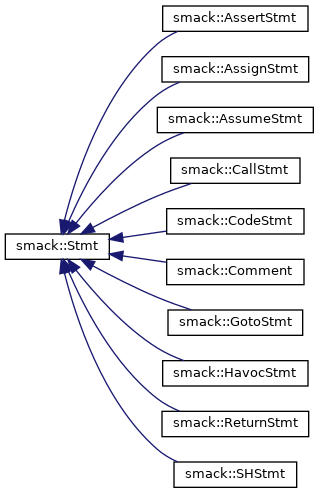 smack::AssertStmt
smack::AssignStmt
smack::AssumeStmt
smack::CallStmt
smack::CodeStmt
smack::Stmt
smack::Comment
smack::GotoStmt
smack::HavocStmt
smack::ReturnStmt
smack::SHStmt